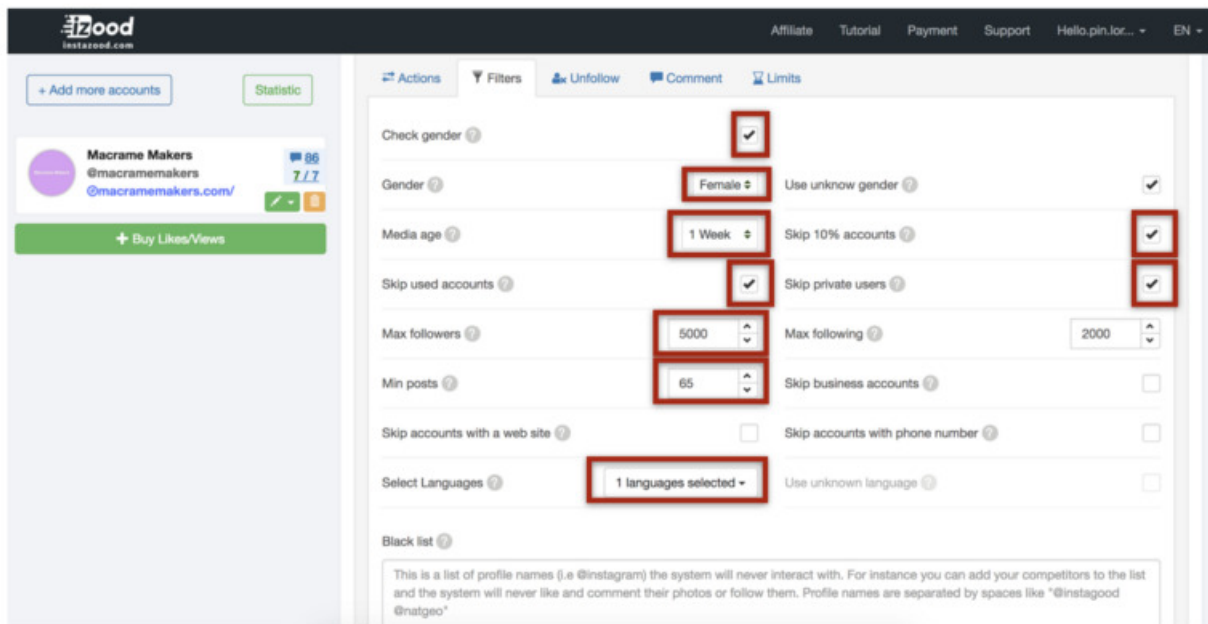 izood
instazood.com
Affiliate Tutorial Payment Support Hello.pin.lor... EN
+ Add more accounts
Statistic
Macrame Makers
@macramemakers
macramemakers.com/
86
7 / 7
+ Buy Likes/Views
Actions Filters Unfollow Comment Limits
Check gender ?
Gender ? Female Use unknow gender ?
Media age ? 1 Week Skip 10% accounts ?
Skip used accounts ? Skip private users ?
Max followers ? 5000 Max following ? 2000
Min posts ? 65 Skip business accounts ?
Skip accounts with a web site ? Skip accounts with phone number ?
Select Languages ? 1 languages selected Use unknown language ?
Black list ?
This is a list of profile names (i.e @instagram) the system will never interact with. For instance you can add your competitors to the list
and the system will never like and comment their photos or follow them. Profile names are separated by spaces like "@instagood
@natgeo"